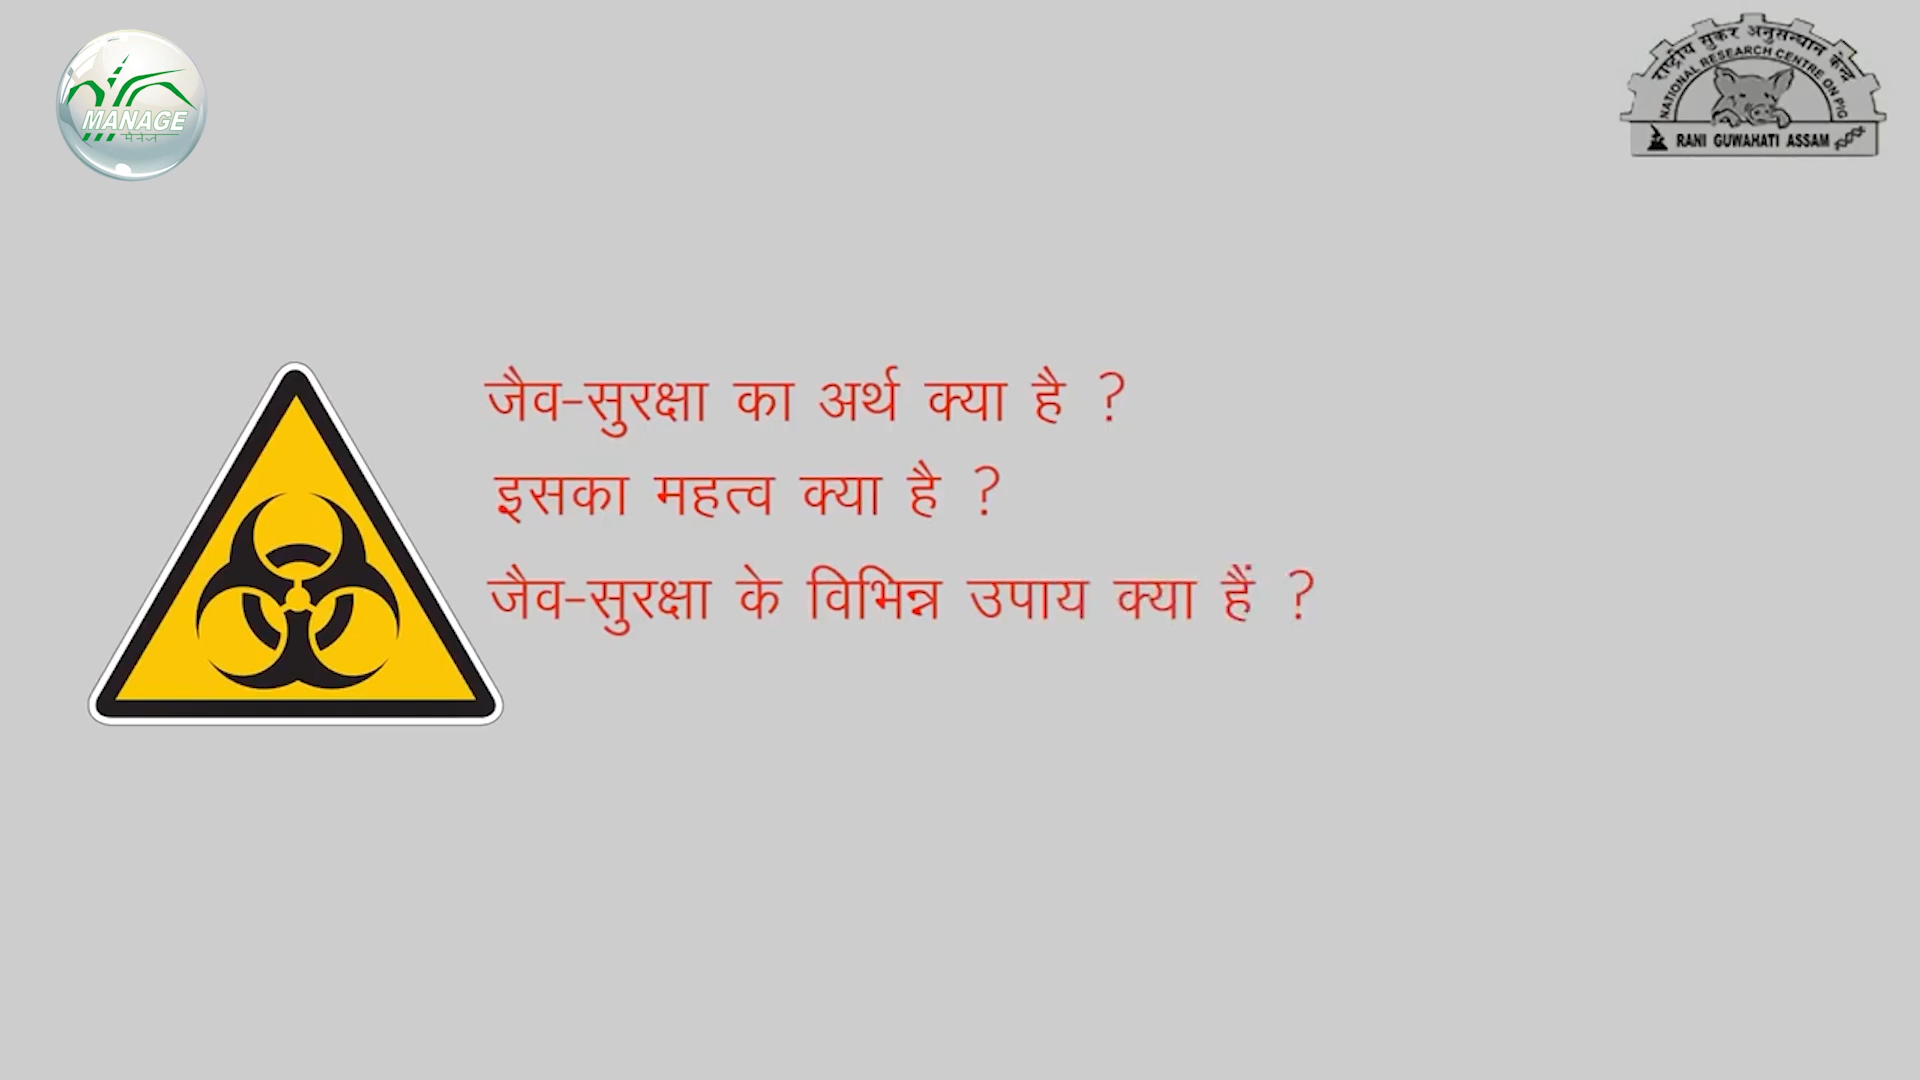 MANAGE
मैनेज
राष्ट्रीय सुकर अनुसन्धान केन्द्र
NATIONAL RESEARCH CENTRE ON PIG
RANI GUWAHATI ASSAM
जैव-सुरक्षा का अर्थ क्या है ?
इसका महत्व क्या है ?
जैव-सुरक्षा के विभिन्न उपाय क्या हैं ?